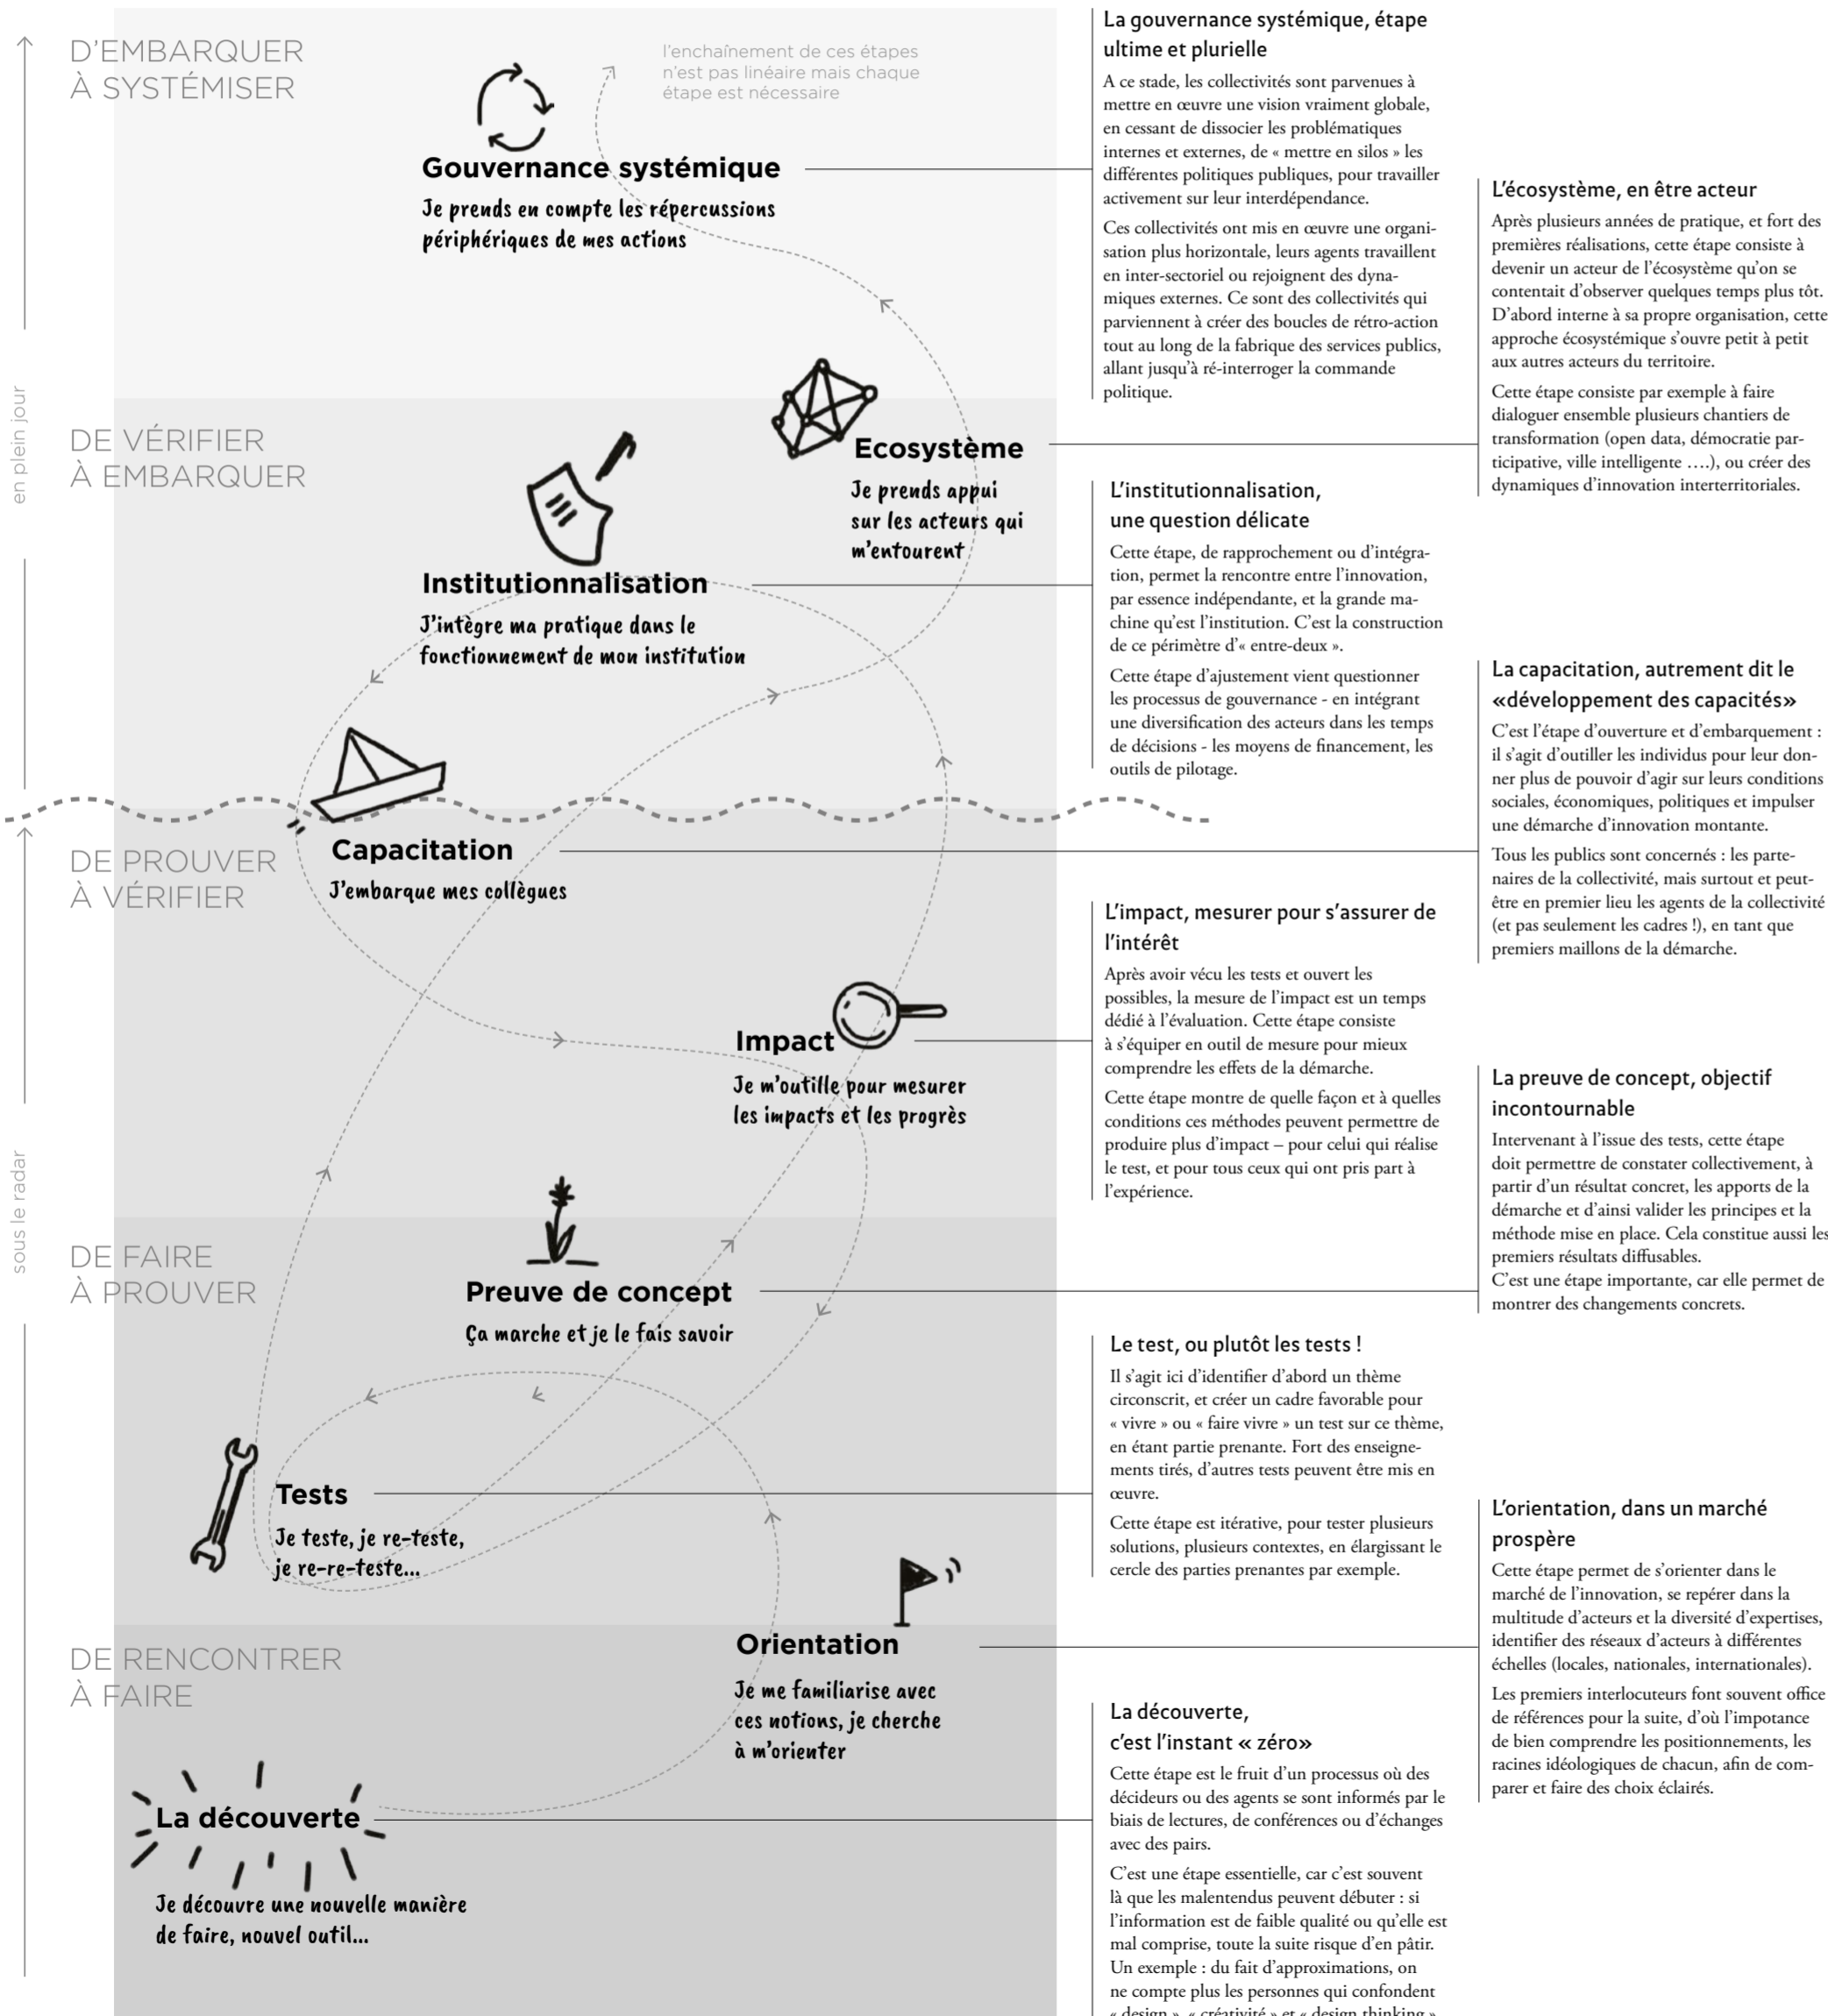 D'EMBARQUER
À SYSTÉMISER
l'enchaînement de ces étapes
n'est pas linéaire mais chaque
étape est nécessaire
Gouvernance systémique
Je prends en compte les répercussions
périphériques de mes actions
en plein jour
DE VÉRIFIER
À EMBARQUER
Ecosystème
Je prends appui
sur les acteurs qui
m'entourent
Institutionnalisation
J'intègre ma pratique dans le
fonctionnement de mon institution
DE PROUVER
À VÉRIFIER
Capacitation
J'embarque mes collègues
Impact
Je m'outille pour mesurer
les impacts et les progrès
sous le radar
DE FAIRE
À PROUVER
Preuve de concept
Ça marche et je le fais savoir
Tests
Je teste, je re-teste,
je re-re-teste...
DE RENCONTRER
À FAIRE
Orientation
Je me familiarise avec
ces notions, je cherche
à m'orienter
La découverte
Je découvre une nouvelle manière
de faire, nouvel outil...
La gouvernance systémique, étape
ultime et plurielle
A ce stade, les collectivités sont parvenues à
mettre en œuvre une vision vraiment globale,
en cessant de dissocier les problématiques
internes et externes, de « mettre en silos » les
différentes politiques publiques, pour travailler
activement sur leur interdépendance.
Ces collectivités ont mis en œuvre une organi-
sation plus horizontale, leurs agents travaillent
en inter-sectoriel ou rejoignent des dyna-
miques externes. Ce sont des collectivités qui
parviennent à créer des boucles de rétro-action
tout au long de la fabrique des services publics,
allant jusqu'à ré-interroger la commande
politique.
L'écosystème, en être acteur
Après plusieurs années de pratique, et fort des
premières réalisations, cette étape consiste à
devenir un acteur de l'écosystème qu'on se
contentait d'observer quelques temps plus tôt.
D'abord interne à sa propre organisation, cette
approche écosystémique s'ouvre petit à petit
aux autres acteurs du territoire.
Cette étape consiste par exemple à faire
dialoguer ensemble plusieurs chantiers de
transformation (open data, démocratie par-
ticipative, ville intelligente ….), ou créer des
dynamiques d'innovation interterritoriales.
L'institutionnalisation,
une question délicate
Cette étape, de rapprochement ou d'intégra-
tion, permet la rencontre entre l'innovation,
par essence indépendante, et la grande ma-
chine qu'est l'institution. C'est la construction
de ce périmètre d'« entre-deux ».
Cette étape d'ajustement vient questionner
les processus de gouvernance - en intégrant
une diversification des acteurs dans les temps
de décisions - les moyens de financement, les
outils de pilotage.
La capacitation, autrement dit le
«développement des capacités»
C'est l'étape d'ouverture et d'embarquement :
il s'agit d'outiller les individus pour leur don-
ner plus de pouvoir d'agir sur leurs conditions
sociales, économiques, politiques et impulser
une démarche d'innovation montante.
Tous les publics sont concernés : les parte-
naires de la collectivité, mais surtout et peut-
être en premier lieu les agents de la collectivité
(et pas seulement les cadres !), en tant que
premiers maillons de la démarche.
L'impact, mesurer pour s'assurer de
l'intérêt
Après avoir vécu les tests et ouvert les
possibles, la mesure de l'impact est un temps
dédié à l'évaluation. Cette étape consiste
à s'équiper en outil de mesure pour mieux
comprendre les effets de la démarche.
Cette étape montre de quelle façon et à quelles
conditions ces méthodes peuvent permettre de
produire plus d'impact – pour celui qui réalise
le test, et pour tous ceux qui ont pris part à
l'expérience.
La preuve de concept, objectif
incontournable
Intervenant à l'issue des tests, cette étape
doit permettre de constater collectivement, à
partir d'un résultat concret, les apports de la
démarche et d'ainsi valider les principes et la
méthode mise en place. Cela constitue aussi les
premiers résultats diffusables.
C'est une étape importante, car elle permet de
montrer des changements concrets.
Le test, ou plutôt les tests !
Il s'agit ici d'identifier d'abord un thème
circonscrit, et créer un cadre favorable pour
« vivre » ou « faire vivre » un test sur ce thème,
en étant partie prenante. Fort des enseigne-
ments tirés, d'autres tests peuvent être mis en
œuvre.
Cette étape est itérative, pour tester plusieurs
solutions, plusieurs contextes, en élargissant le
cercle des parties prenantes par exemple.
L'orientation, dans un marché
prospère
Cette étape permet de s'orienter dans le
marché de l'innovation, se repérer dans la
multitude d'acteurs et la diversité d'expertises,
identifier des réseaux d'acteurs à différentes
échelles (locales, nationales, internationales).
Les premiers interlocuteurs font souvent office
de références pour la suite, d'où l'impotance
de bien comprendre les positionnements, les
racines idéologiques de chacun, afin de com-
parer et faire des choix éclairés.
La découverte,
c'est l'instant « zéro»
Cette étape est le fruit d'un processus où des
décideurs ou des agents se sont informés par le
biais de lectures, de conférences ou d'échanges
avec des pairs.
C'est une étape essentielle, car c'est souvent
là que les malentendus peuvent débuter : si
l'information est de faible qualité ou qu'elle est
mal comprise, toute la suite risque d'en pâtir.
Un exemple : du fait d'approximations, on
ne compte plus les personnes qui confondent
« design », « créativité » et « design thinking »